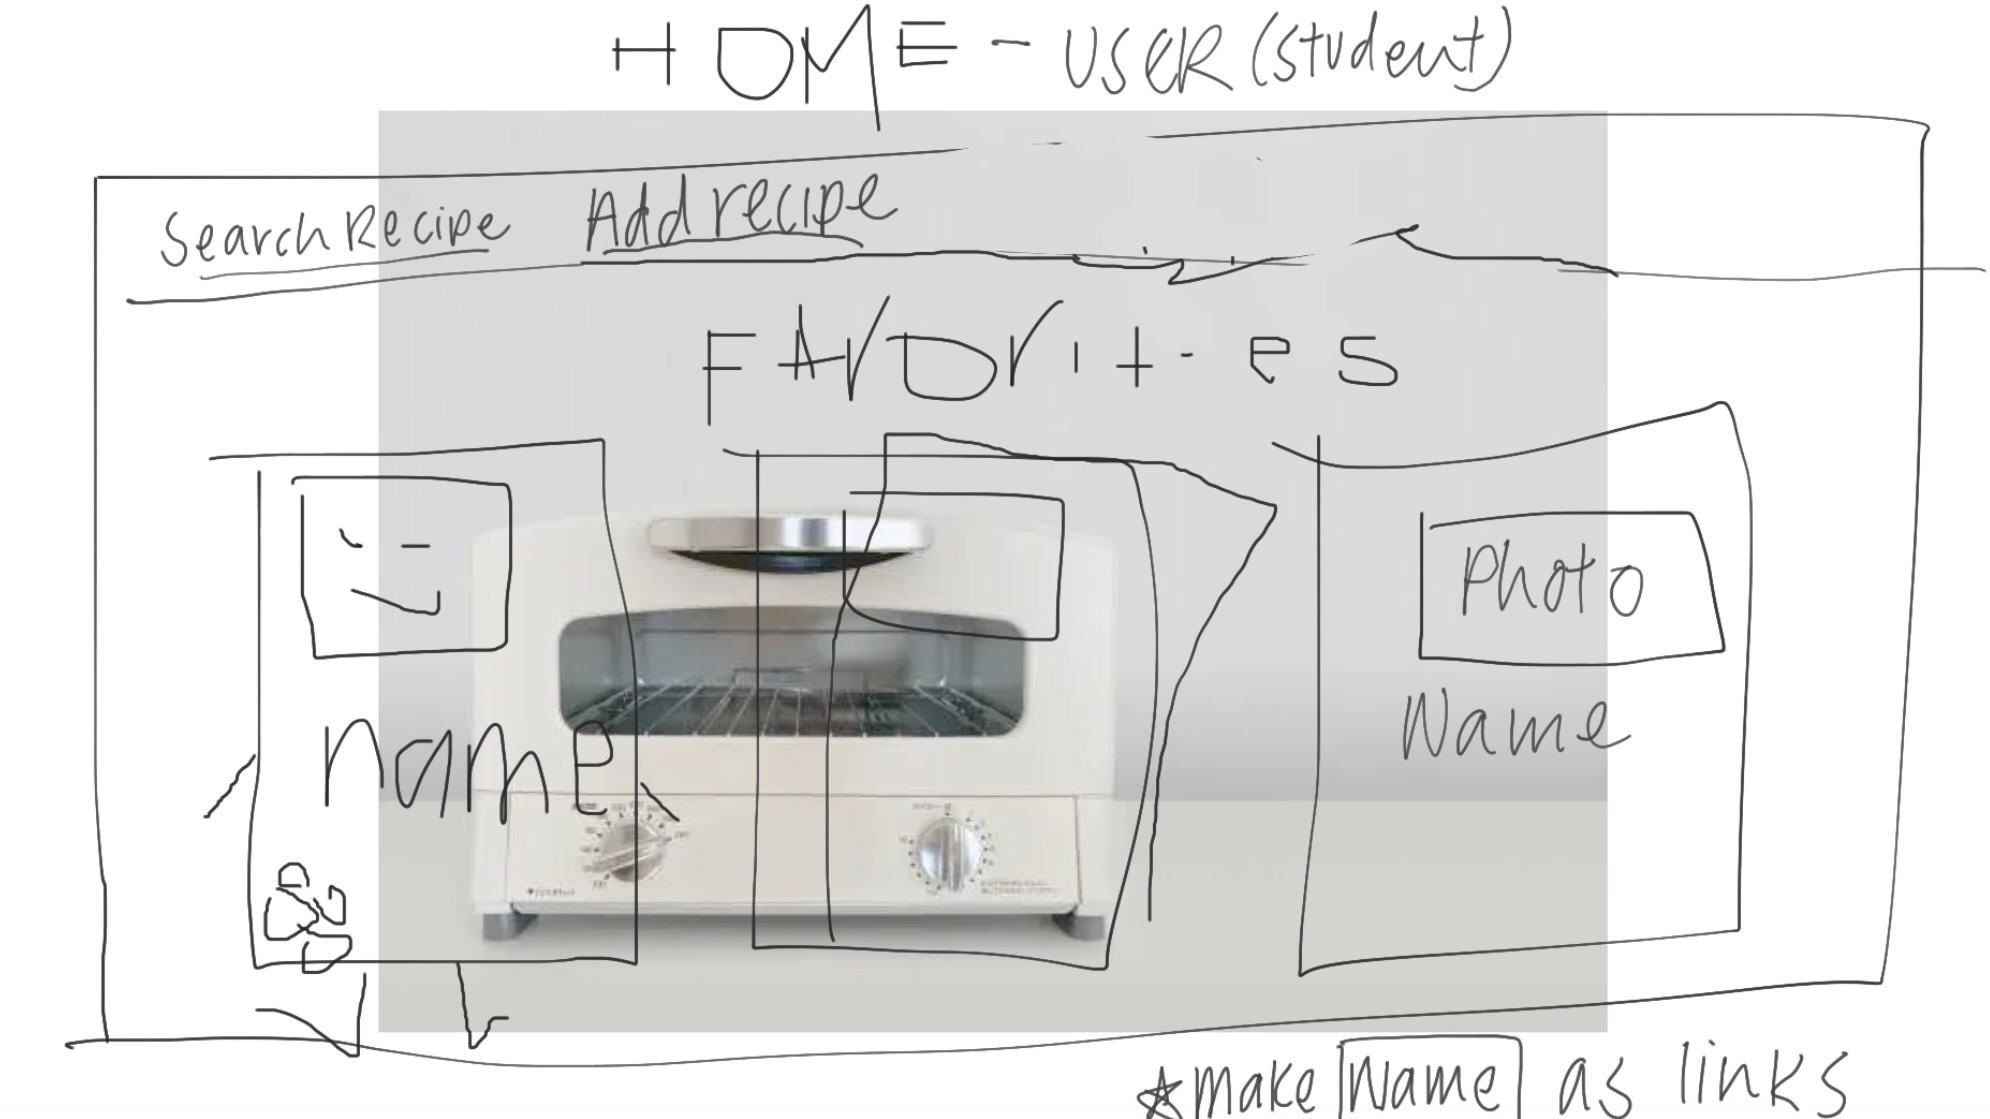 HOME - USER (student)
Search Recipe Add recipe
FAvorites
Photo
name
Name
*make Name as links